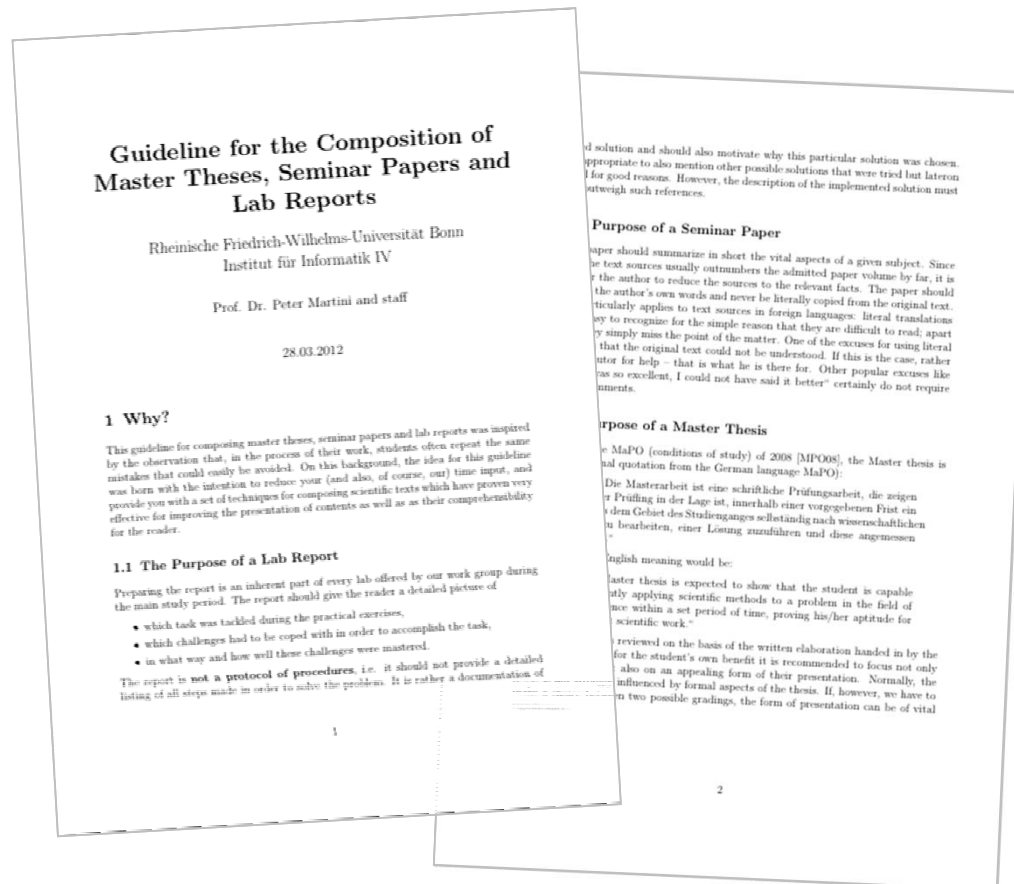 Guideline for the Composition of
Master Theses, Seminar Papers and
Lab Reports
Rheinische Friedrich-Wilhelms-Universität Bonn
Institut für Informatik IV
Prof. Dr. Peter Martini and staff
28.03.2012
1 Why?
This guideline for composing master theses, seminar papers and lab reports was inspired
by the observation that, in the process of their work, students often repeat the same
mistakes that could easily be avoided. On this background, the idea for this guideline
was born with the intention to reduce your (and also, of course, our) time input, and
provide you with a set of techniques for composing scientific texts which have proven very
effective for improving the presentation of contents as well as as their comprehensibility
for the reader.
1.1 The Purpose of a Lab Report
Preparing the report is an inherent part of every lab offered by our work group during
the main study period. The report should give the reader a detailed picture of
• which task was tackled during the practical exercises,
• which challenges had to be coped with in order to accomplish the task,
• in what way and how well these challenges were mastered.
The report is not a protocol of procedures, i.e. it should not provide a detailed
listing of all steps made in order to solve the problem. It is rather a documentation of
1
solution and should also motivate why this particular solution was chosen.
appropriate to also mention other possible solutions that were tried but lateron
for good reasons. However, the description of the implemented solution must
outweigh such references.
Purpose of a Seminar Paper
paper should summarize in short the vital aspects of a given subject. Since
text sources usually outnumbers the admitted paper volume by far, it is
the author to reduce the sources to the relevant facts. The paper should
the author's own words and never be literally copied from the original text.
ticularly applies to text sources in foreign languages: literal translations
sy to recognize for the simple reason that they are difficult to read; apart
y simply miss the point of the matter. One of the excuses for using literal
that the original text could not be understood. If this is the case, rather
utor for help – that is what he is there for. Other popular excuses like
as so excellent, I could not have said it better“ certainly do not require
mments.
rpose of a Master Thesis
e MaPO (conditions of study) of 2008 [MPO08], the Master thesis is
al quotation from the German language MaPO):
Die Masterarbeit ist eine schriftliche Prüfungsarbeit, die zeigen
r Prüfling in der Lage ist, innerhalb einer vorgegebenen Frist ein
dem Gebiet des Studienganges selbständig nach wissenschaftlichen
u bearbeiten, einer Lösung zuzuführen und diese angemessen
“
English meaning would be:
aster thesis is expected to show that the student is capable
tly applying scientific methods to a problem in the field of
nce within a set period of time, proving his/her aptitude for
scientific work.“
reviewed on the basis of the written elaboration handed in by the
for the student's own benefit it is recommended to focus not only
also on an appealing form of their presentation. Normally, the
influenced by formal aspects of the thesis. If, however, we have to
n two possible gradings, the form of presentation can be of vital
2